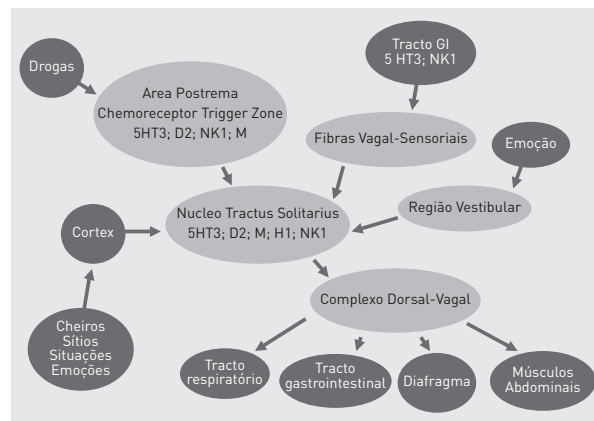 Drogas
Area Postrema
Chemoreceptor Trigger Zone
5HT3; D2; NK1; M
Tracto GI
5 HT3; NK1
Fibras Vagal-Sensoriais
Emoção
Região Vestibular
Nucleo Tractus Solitarius
5HT3; D2; M; H1; NK1
Cortex
Cheiros
Sítios
Situações
Emoções
Complexo Dorsal-Vagal
Tracto
respiratório
Tracto
gastrointestinal
Diafragma
Músculos
Abdominais